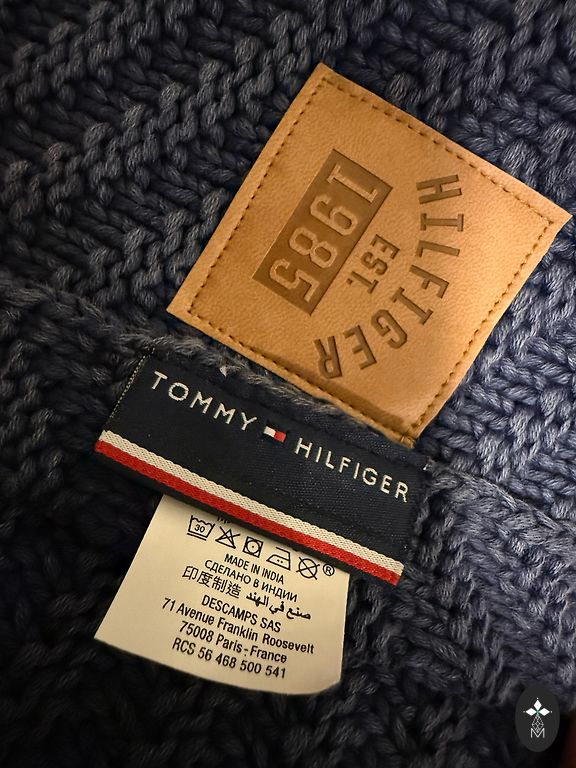 HILFIGER
EST.
1985
TOMMY HILFIGER
30
®
MADE IN INDIA
СДЕЛАНО В ИНДИИ
印度制造 صنع في الهند
DESCAMPS SAS
71 Avenue Franklin Roosevelt
75008 Paris-France
RCS 56 468 500 541
M